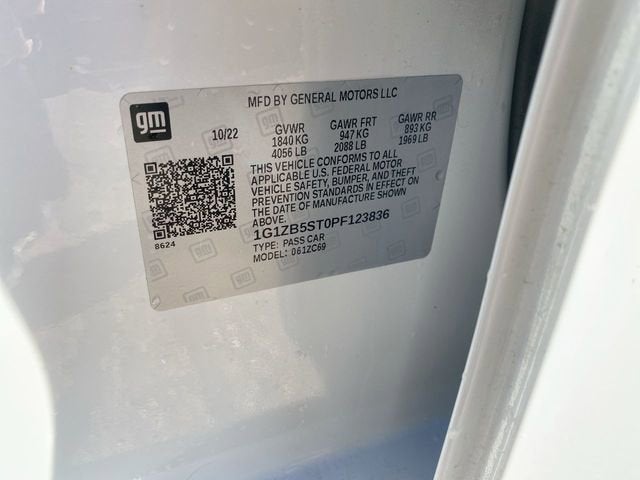 MFD BY GENERAL MOTORS LLC
gm
10/22
GVWR GAWR FRT GAWR RR
1840 KG 947 KG 893 KG
4056 LB 2088 LB 1969 LB
THIS VEHICLE CONFORMS TO ALL
APPLICABLE U.S. FEDERAL MOTOR
VEHICLE SAFETY, BUMPER, AND THEFT
PREVENTION STANDARDS IN EFFECT ON
THE DATE OF MANUFACTURE SHOWN
ABOVE.
8624
1G1ZB5ST0PF123836
TYPE: PASS CAR
MODEL: 061ZC69